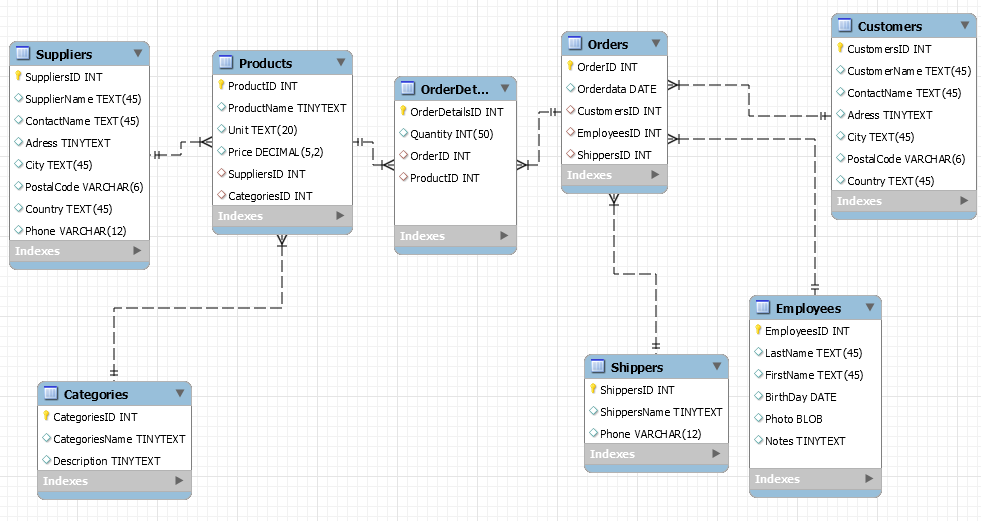 Suppliers
SuppliersID INT
SupplierName TEXT(45)
ContactName TEXT(45)
Adress TINYTEXT
City TEXT(45)
PostalCode VARCHAR(6)
Country TEXT(45)
Phone VARCHAR(12)
Indexes
Products
ProductID INT
ProductName TINYTEXT
Unit TEXT(20)
Price DECIMAL(5,2)
SuppliersID INT
CategoriesID INT
Indexes
OrderDet...
OrderDetailsID INT
Quantity INT(50)
OrderID INT
ProductID INT
Indexes
Orders
OrderID INT
Orderdata DATE
CustomersID INT
EmployeesID INT
ShippersID INT
Indexes
Customers
CustomersID INT
CustomerName TEXT(45)
ContactName TEXT(45)
Adress TINYTEXT
City TEXT(45)
PostalCode VARCHAR(6)
Country TEXT(45)
Indexes
Categories
CategoriesID INT
CategoriesName TINYTEXT
Description TINYTEXT
Indexes
Shippers
ShippersID INT
ShippersName TINYTEXT
Phone VARCHAR(12)
Indexes
Employees
EmployeesID INT
LastName TEXT(45)
FirstName TEXT(45)
BirthDay DATE
Photo BLOB
Notes TINYTEXT
Indexes